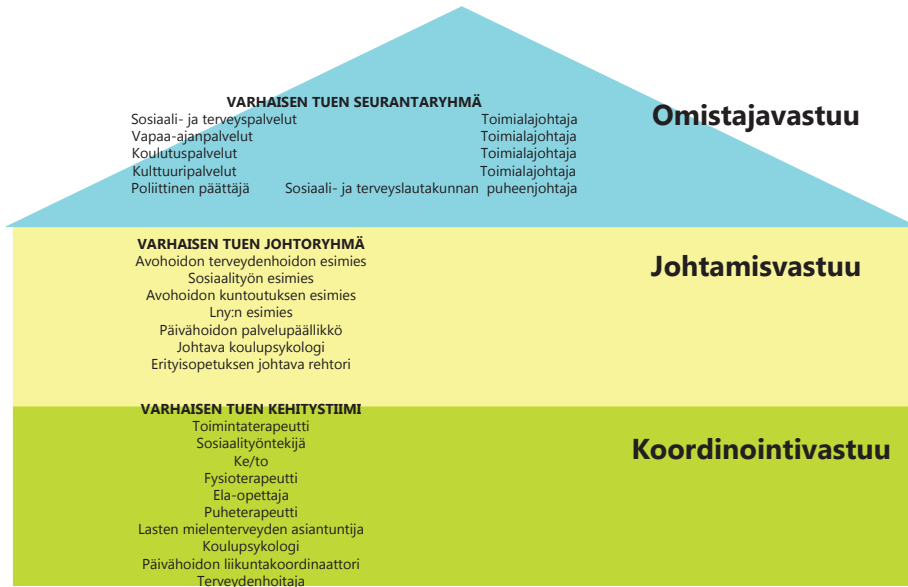 VARHAISEN TUEN SEURANTARYHMÄ
Sosiaali- ja terveyspalvelut Toimialajohtaja
Vapaa-ajanpalvelut Toimialajohtaja
Koulutuspalvelut Toimialajohtaja
Kulttuuripalvelut Toimialajohtaja
Poliittinen päättäjä Sosiaali- ja terveyslautakunnan puheenjohtaja
Omistajavastuu
VARHAISEN TUEN JOHTORYHMÄ
Avohoidon terveydenhoidon esimies
Sosiaalityön esimies
Avohoidon kuntoutuksen esimies
Lny:n esimies
Päivähoidon palvelupäällikkö
Johtava koulupsykologi
Erityisopetuksen johtava rehtori
Johtamisvastuu
VARHAISEN TUEN KEHITYSTIIMI
Toimintaterapeutti
Sosiaalityöntekijä
Ke/to
Fysioterapeutti
Ela-opettaja
Puheterapeutti
Lasten mielenterveyden asiantuntija
Koulupsykologi
Päivähoidon liikuntakoordinaattori
Terveydenhoitaja
Koordinointivastuu